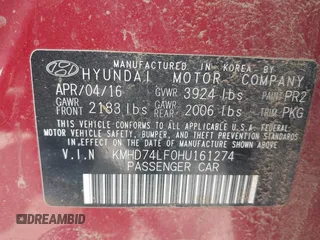 MANUFACTURED IN KOREA BY
HYUNDAI MOTOR COMPANY
APR/04/16 GVWR 3924 lbs PAINT PR2
GAWR FRONT 2183 lbs GAWR REAR 2006 lbs TRIM PKG
THIS VEHICLE CONFORMS TO ALL APPLICABLE
U.S. FEDERAL MOTOR VEHICLE
SAFETY, BUMPER, AND THEFT PREVENTION STANDARDS
IN EFFECT ON THE DATE OF MANUFACTURE SHOWN ABOVE.
V.I.N KMHD74LF0HU161274
PASSENGER CAR